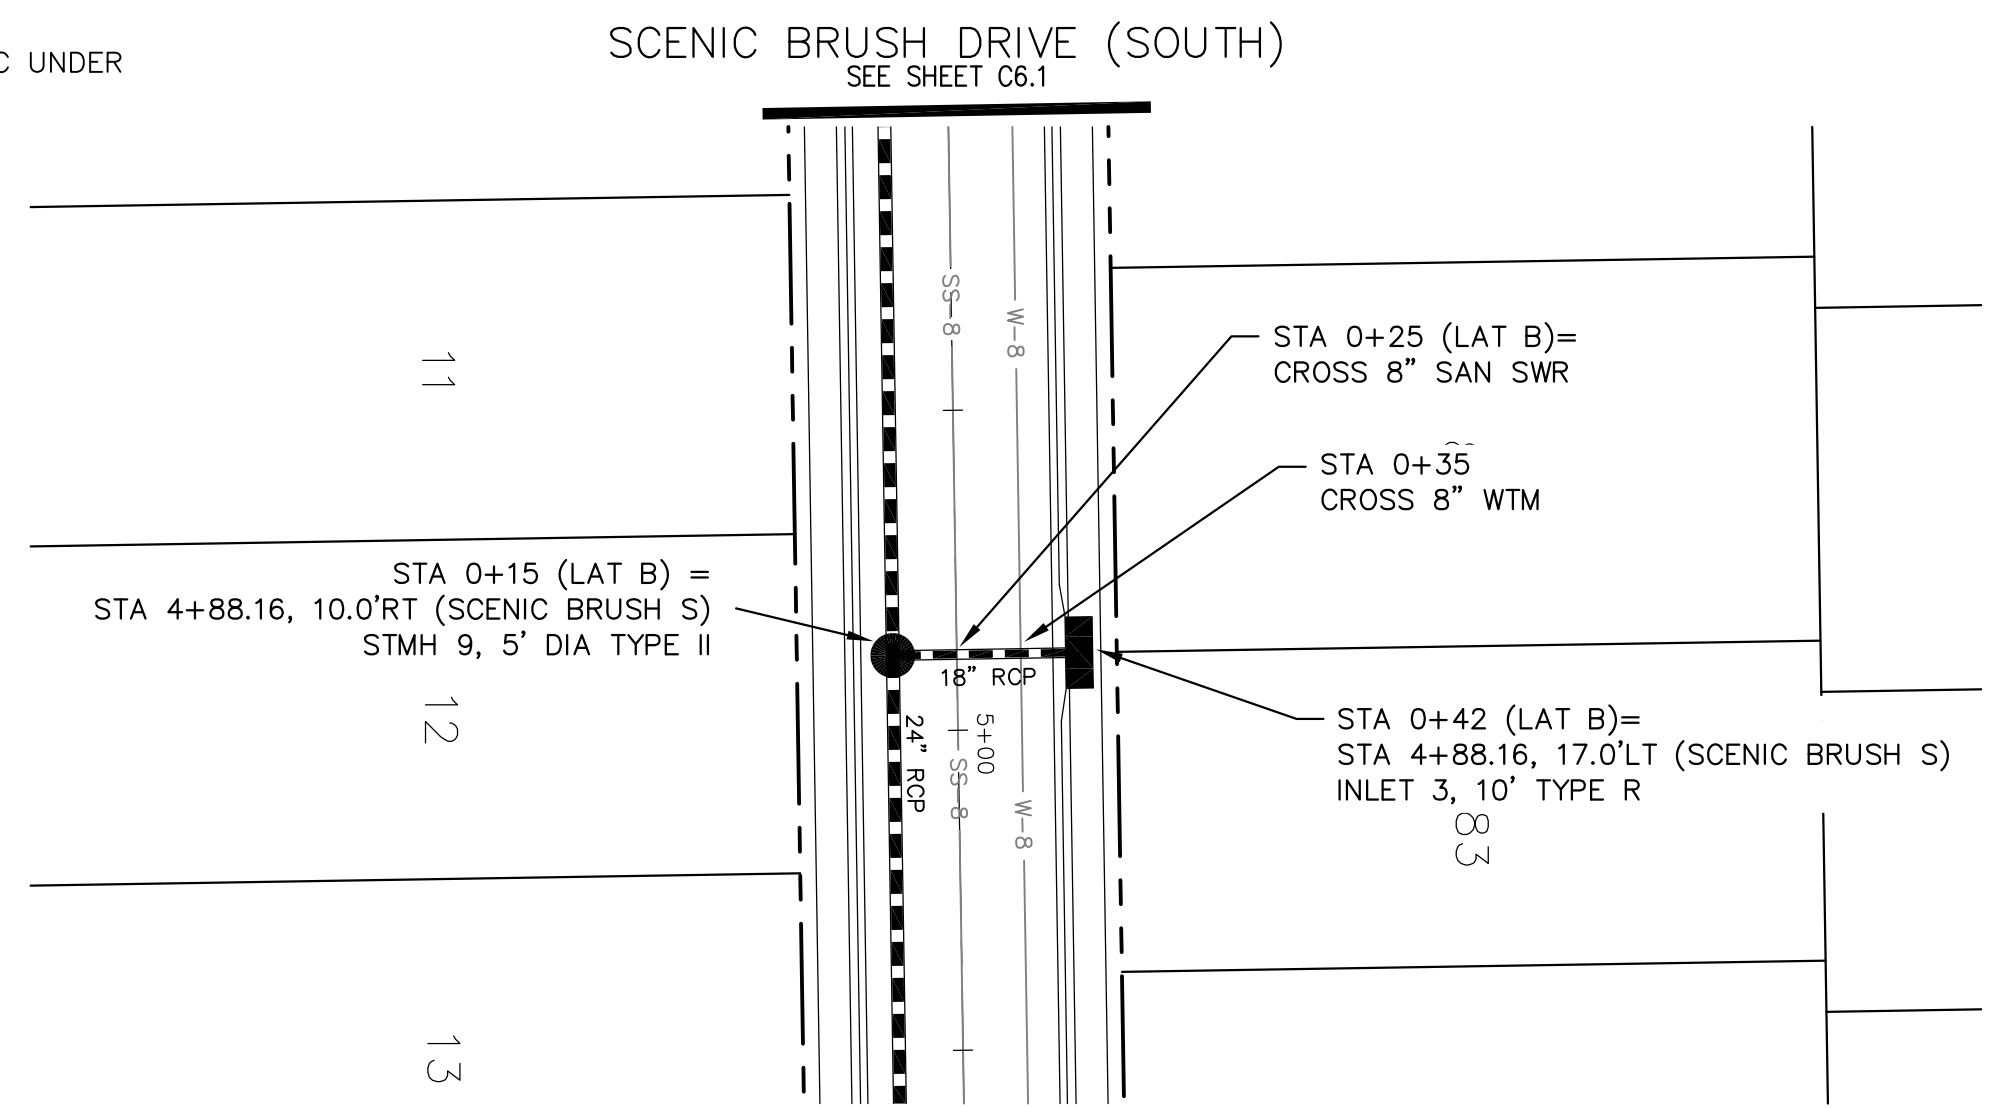 C UNDER
SCENIC BRUSH DRIVE (SOUTH)
SEE SHEET C6.1
SS-8
W-8
11
STA 0+25 (LAT B)=
CROSS 8" SAN SWR
STA 0+35
CROSS 8" WTM
STA 0+15 (LAT B) =
STA 4+88.16, 10.0'RT (SCENIC BRUSH S)
STMH 9, 5' DIA TYPE II
18" RCP
12
24" RCP
5+00
SS-8
W-8
STA 0+42 (LAT B)=
STA 4+88.16, 17.0'LT (SCENIC BRUSH S)
INLET 3, 10' TYPE R
83
13